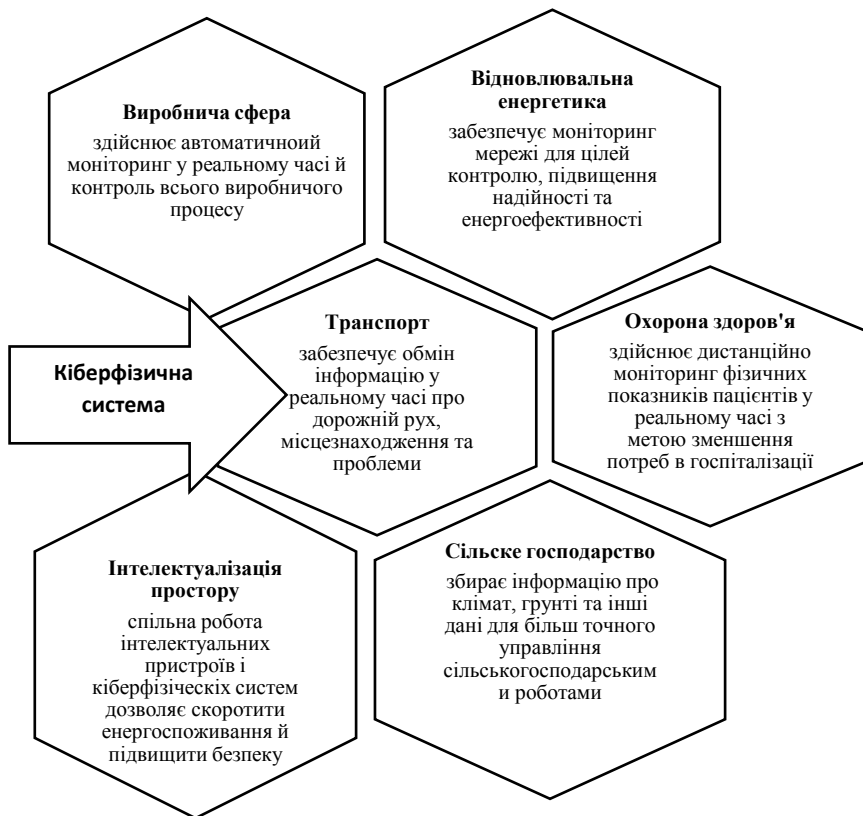 Виробнича сфера
здійснює автоматичноий
моніторинг у реальному часі й
контроль всього виробничого
процесу
Відновлювальна
енергетика
забезпечує моніторинг
мережі для цілей
контролю, підвищення
надійності та
енергоефективності
Кіберфізична
система
Транспорт
забезпечує обмін
інформацію у
реальному часі про
дорожній рух,
місцезнаходження та
проблеми
Охорона здоров'я
здійснює дистанційно
моніторинг фізичних
показників пацієнтів у
реальному часі з
метою зменшення
потреб в госпіталізації
Інтелектуалізація
простору
спільна робота
інтелектуальних
пристроїв і
кіберфізіческіх систем
дозволяє скоротити
енергоспоживання й
підвищити безпеку
Сільске господарство
збирає інформацію про
клімат, грунті та інші
дані для більш точного
управління
сільськогосподарським
и роботами